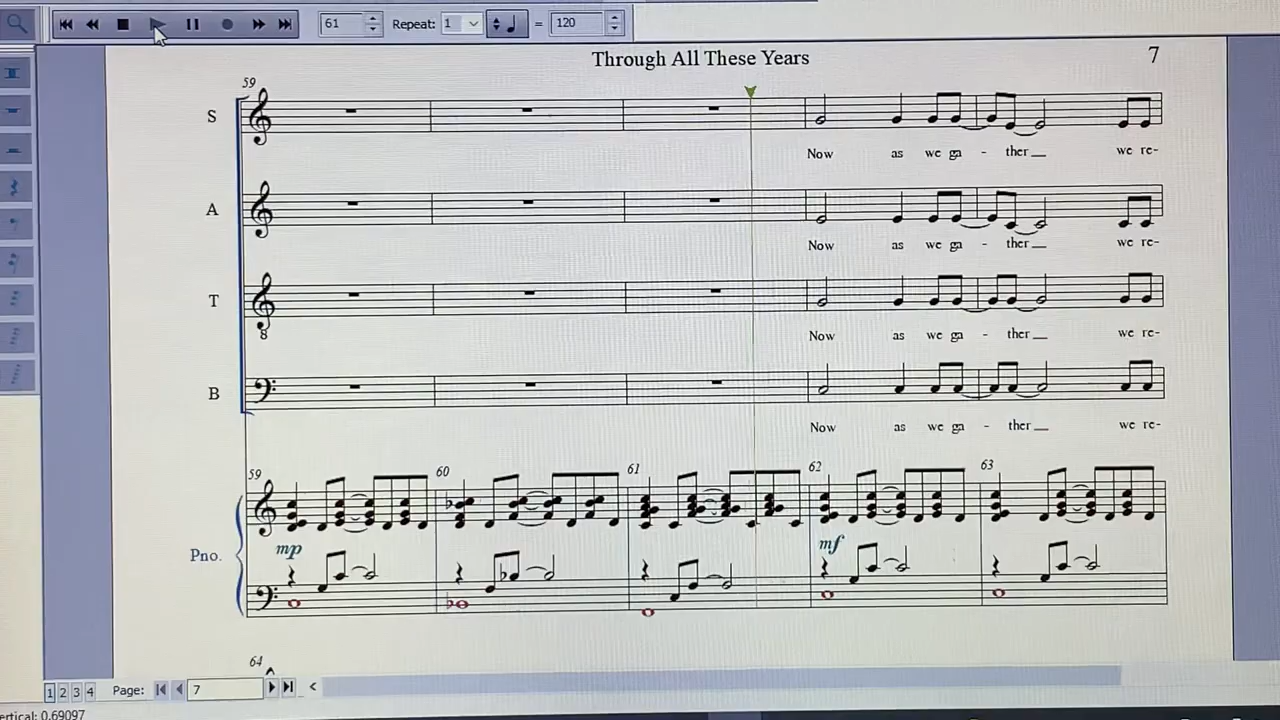 61 Repeat: 1 = 120
Through All These Years 7
59
S
Now as we ga - ther we re-
A
Now as we ga - ther we re-
T
8
Now as we ga - ther we re-
B
Now as we ga - ther we re-
59 60 61 62 63
Pno. mp mf
64
1 2 3 4 Page: 7
ertical: 0.69097